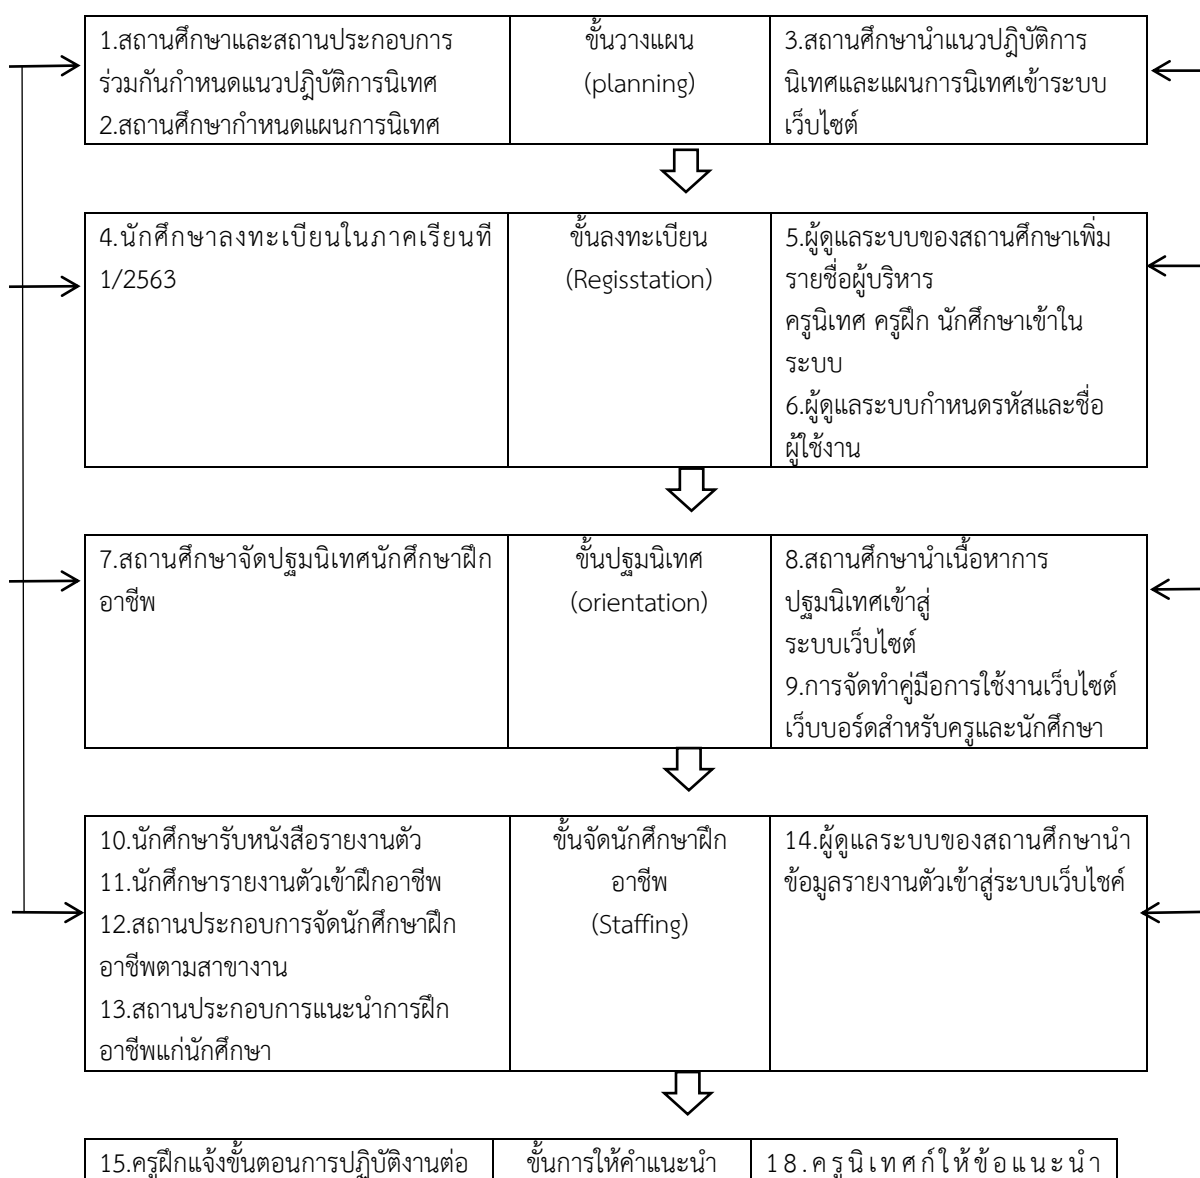 1.สถานศึกษาและสถานประกอบการ
ร่วมกันกำหนดแนวปฎิบัติการนิเทศ
2.สถานศึกษากำหนดแผนการนิเทศ
ขั้นวางแผน
(planning)
3.สถานศึกษานำแนวปฎิบัติการ
นิเทศและแผนการนิเทศเข้าระบบ
เว็บไซต์
4.นักศึกษาลงทะเบียนในภาคเรียนที
1/2563
ขั้นลงทะเบียน
(Regisstation)
5.ผู้ดูแลระบบของสถานศึกษาเพิ่ม
รายชื่อผู้บริหาร
ครูนิเทศ ครูฝึก นักศึกษาเข้าใน
ระบบ
6.ผู้ดูแลระบบกำหนดรหัสและชื่อ
ผู้ใช้งาน
7.สถานศึกษาจัดปฐมนิเทศนักศึกษาฝึก
อาชีพ
ขั้นปฐมนิเทศ
(orientation)
8.สถานศึกษานำเนื้อหาการ
ปฐมนิเทศเข้าสู่
ระบบเว็บไซต์
9.การจัดทำคู่มือการใช้งานเว็บไซต์
เว็บบอร์ดสำหรับครูและนักศึกษา
10.นักศึกษารับหนังสือรายงานตัว
11.นักศึกษารายงานตัวเข้าฝึกอาชีพ
12.สถานประกอบการจัดนักศึกษาฝึก
อาชีพตามสาขางาน
13.สถานประกอบการแนะนำการฝึก
อาชีพแก่นักศึกษา
ขั้นจัดนักศึกษาฝึก
อาชีพ
(Staffing)
14.ผู้ดูแลระบบของสถานศึกษานำ
ข้อมูลรายงานตัวเข้าสู่ระบบเว็บไซค์
15.ครูฝึกแจ้งขั้นตอนการปฏิบัติงานต่อ
ขั้นการให้คำแนะนำ
18.ครูนิเทศก์ให้ข้อแนะนำ